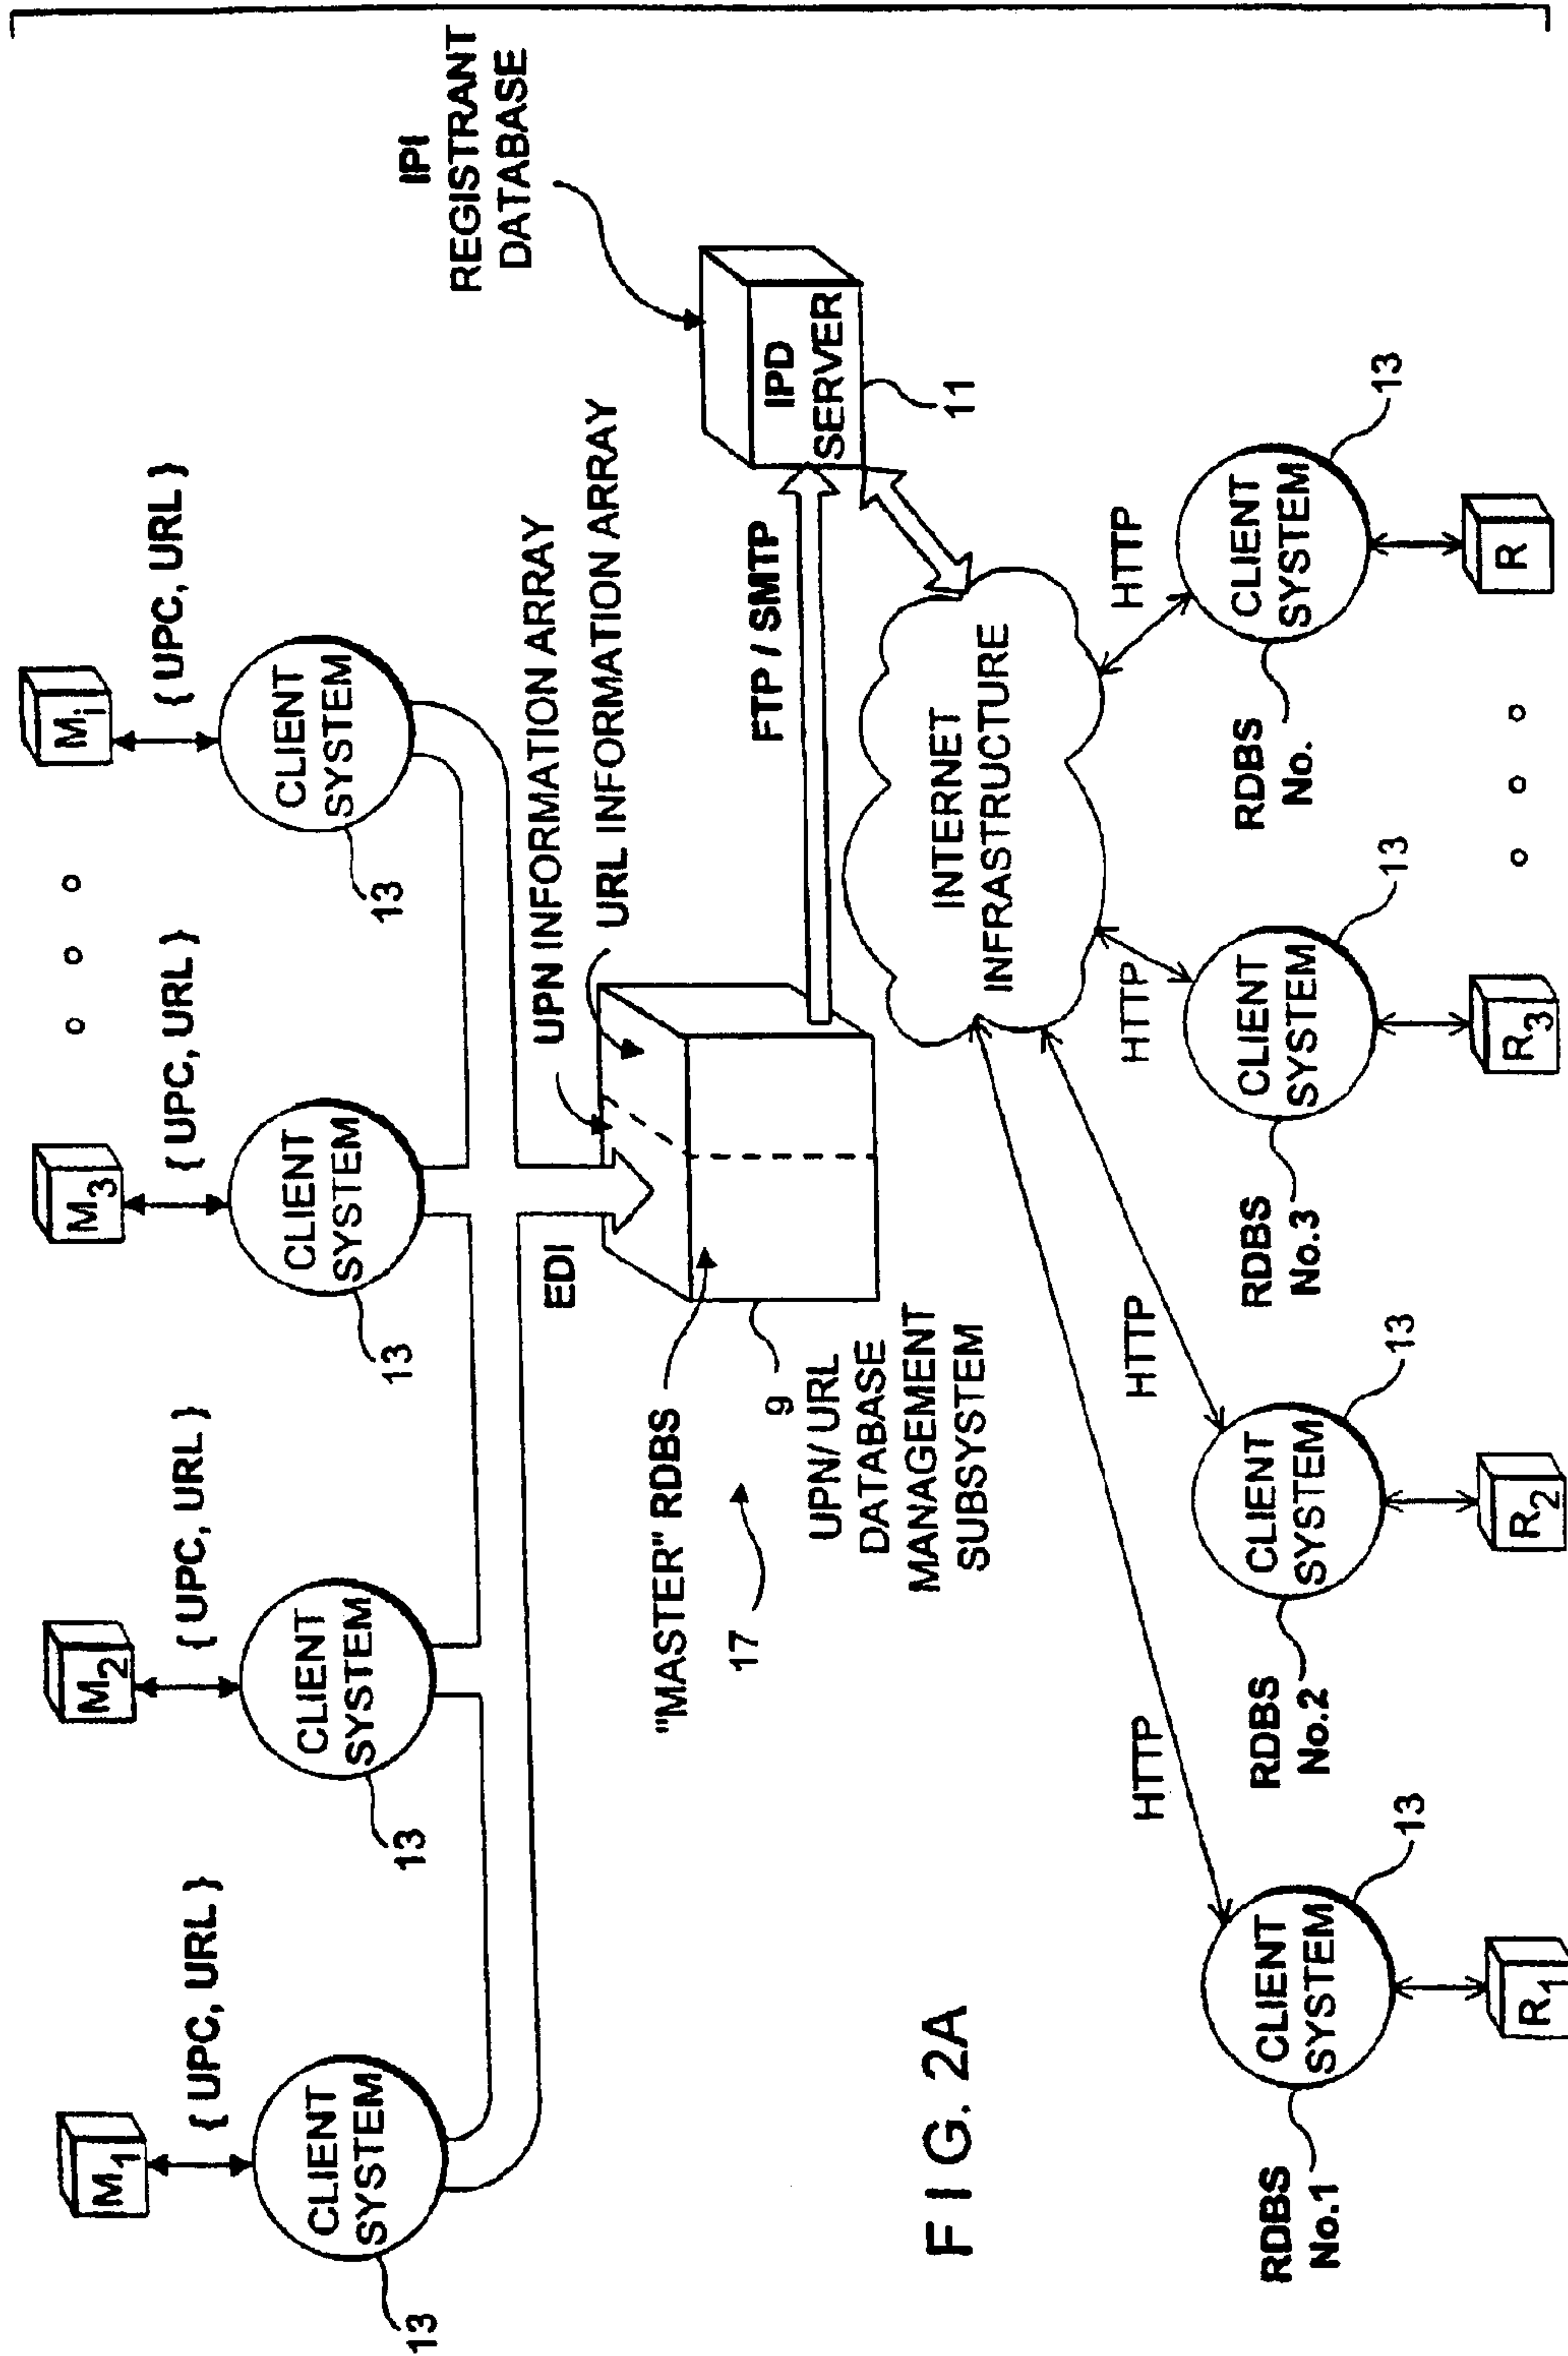 M1
M2
M3
Mi
{ UPC, URL }
{ UPC, URL }
{ UPC, URL }
{ UPC, URL }
CLIENT
SYSTEM
CLIENT
SYSTEM
CLIENT
SYSTEM
CLIENT
SYSTEM
13
13
13
13
IPI
REGISTRANT
DATABASE
EDI
UPN INFORMATION ARRAY
URL INFORMATION ARRAY
"MASTER" RDBS
17
9
UPN/ URL
DATABASE
MANAGEMENT
SUBSYSTEM
FTP / SMTP
IPD
SERVER
11
INTERNET
INFRASTRUCTURE
F I G. 2A
HTTP
HTTP
HTTP
HTTP
CLIENT
SYSTEM
CLIENT
SYSTEM
CLIENT
SYSTEM
CLIENT
SYSTEM
13
13
13
13
RDBS
No.1
RDBS
No.2
RDBS
No.3
RDBS
No.
R1
R2
R3
R